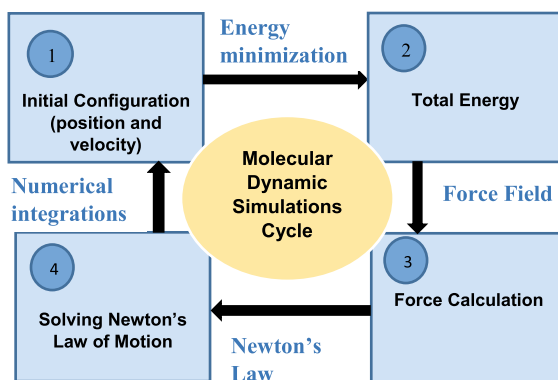 1
Initial Configuration
(position and
velocity)
Energy
minimization
2
Total Energy
Molecular
Dynamic
Simulations
Cycle
Numerical
integrations
Force Field
4
Solving Newton's
Law of Motion
3
Force Calculation
Newton's
Law